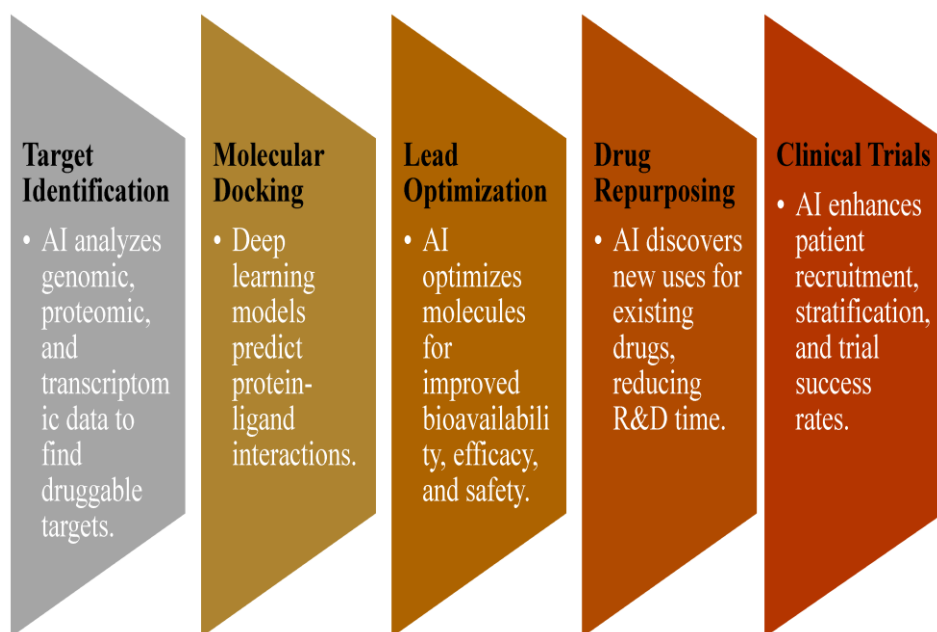 Target
Identification
• AI analyzes
genomic,
proteomic,
and
transcriptom
ic data to
find
druggable
targets.
Molecular
Docking
• Deep
learning
models
predict
protein-
ligand
interactions.
Lead
Optimization
• AI
optimizes
molecules
for
improved
bioavailabili
ty, efficacy,
and safety.
Drug
Repurposing
• AI discovers
new uses for
existing
drugs,
reducing
R&D time.
Clinical Trials
• AI enhances
patient
recruitment,
stratification,
and trial
success
rates.